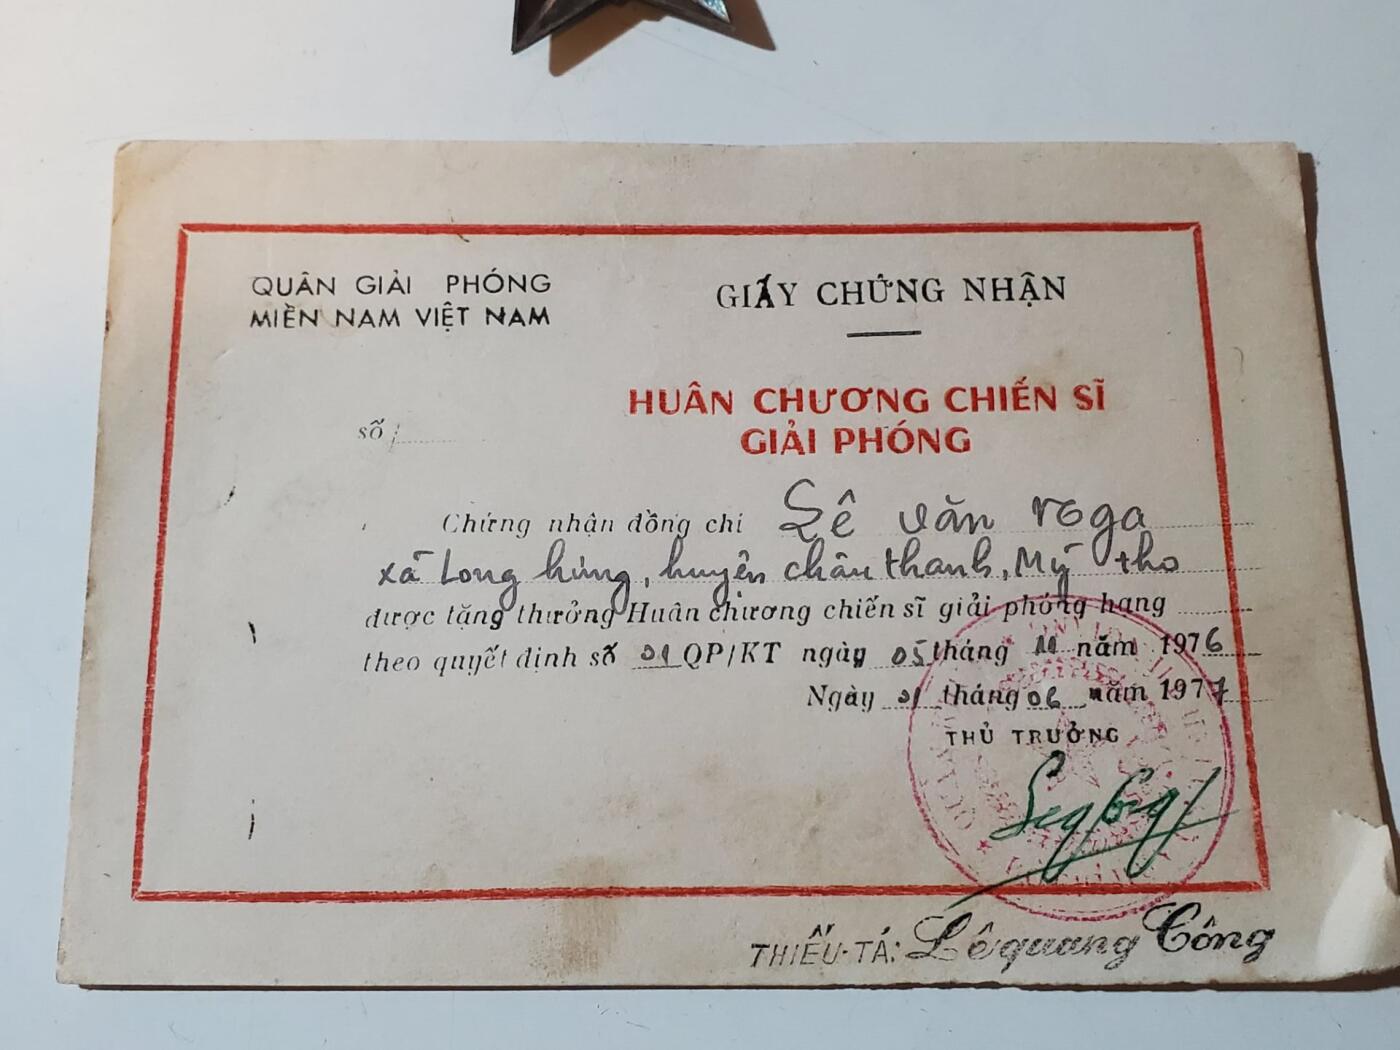 QUÂN GIẢI PHÓNG
MIỀN NAM VIỆT NAM
GIẤY CHỨNG NHẬN
HUÂN CHƯƠNG CHIẾN SĨ
GIẢI PHÓNG
số:
Chứng nhận đồng chí Lê văn
xã Long hưng, huyện châu thanh, Mỹ tho
được tặng thưởng Huân chương chiến sĩ giải phóng hạng
theo quyết định số 01 QP/KT ngày 05 tháng 11 năm 1976
Ngày 01 tháng 06 năm 1977
THỦ TRƯỞNG
THIẾU-TÁ: Lê quang Công